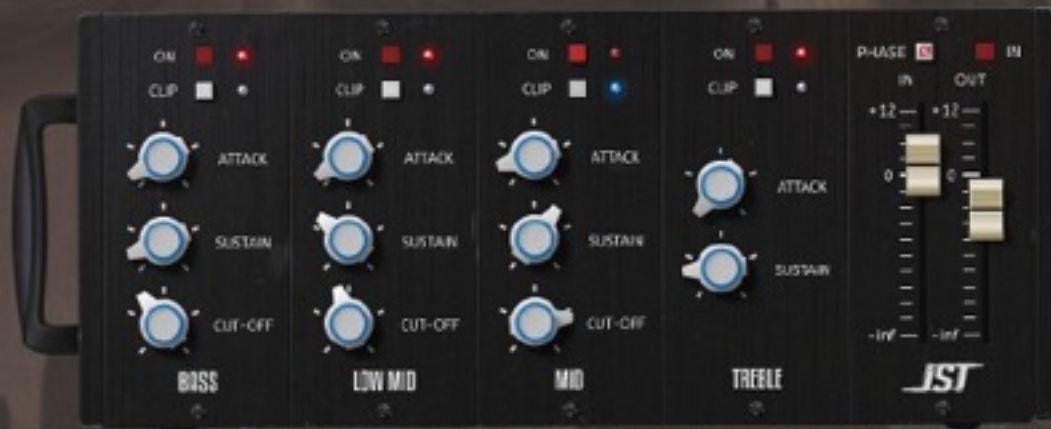 ON
CLIP
ATTACK
SUSTAIN
CUT-OFF
BASS
ON
CLIP
ATTACK
SUSTAIN
CUT-OFF
LOW MID
ON
CLIP
ATTACK
SUSTAIN
CUT-OFF
MID
ON
CLIP
ATTACK
SUSTAIN
TREBLE
PHASE IN
IN OUT
+12 +12
0 0
-inf -inf
JST